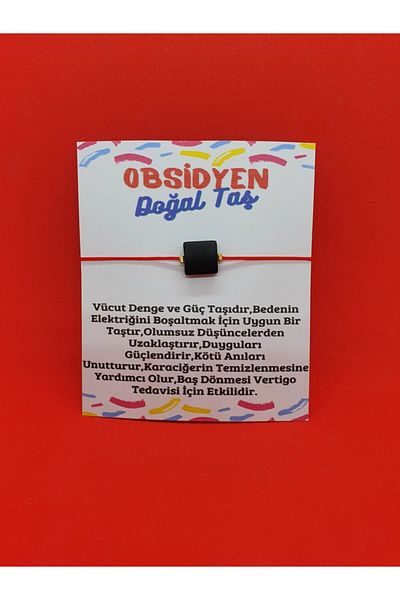 OBSİDYEN
Doğal Taş
Vücut Denge ve Güç Taşıdır,Bedenin
Elektriğini Boşaltmak İçin Uygun Bir
Taştır,Olumsuz Düşüncelerden
Uzaklaştırır,Duyguları
Güçlendirir,Kötü Anıları
Unutturur,Karaciğerin Temizlenmesine
Yardımcı Olur,Baş Dönmesi Vertigo
Tedavisi İçin Etkilidir.